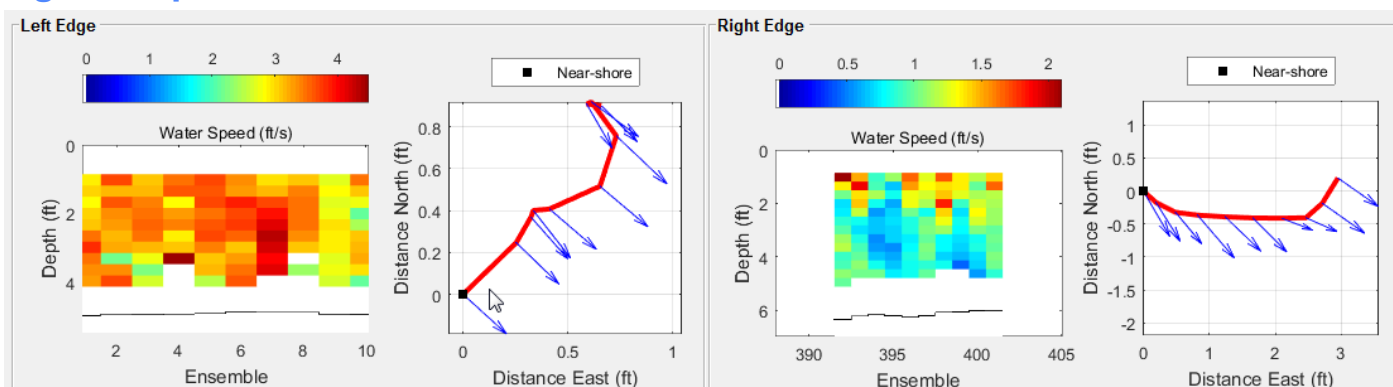 Left Edge
0 1 2 3 4
Water Speed (ft/s)
0
2
4
Depth (ft)
2 4 6 8 10
Ensemble
Near-shore
0.8
0.6
0.4
0.2
0
Distance North (ft)
0 0.5 1
Distance East (ft)
Right Edge
0 0.5 1 1.5 2
Water Speed (ft/s)
0
2
4
6
Depth (ft)
390 395 400 405
Ensemble
Near-shore
1
0.5
0
-0.5
-1
-1.5
-2
Distance North (ft)
0 1 2 3
Distance East (ft)